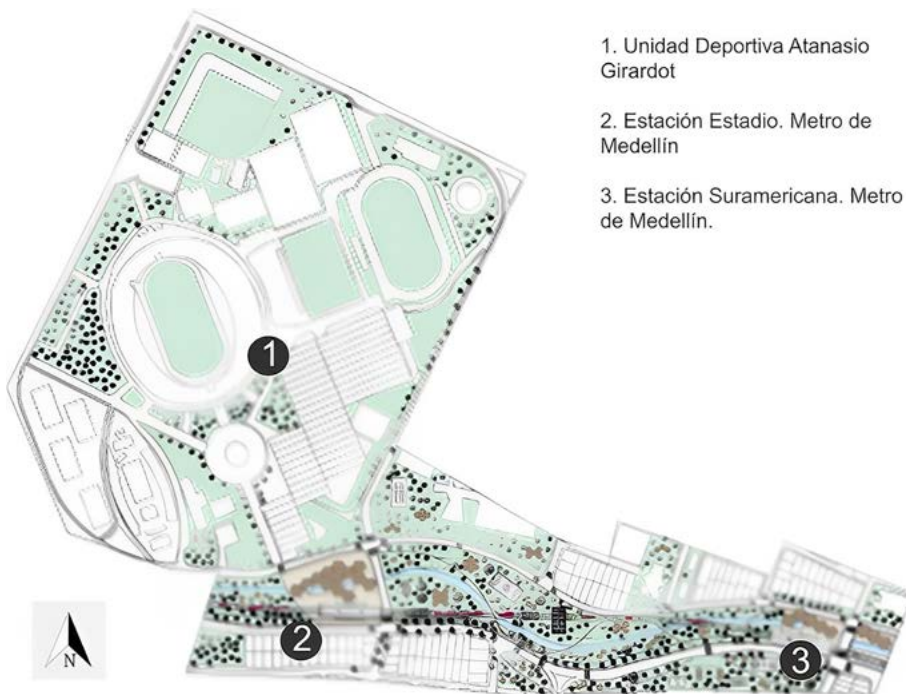 1. Unidad Deportiva Atanasio
Girardot
2. Estación Estadio. Metro de
Medellín
3. Estación Suramericana. Metro
de Medellín.
1
2
3
N